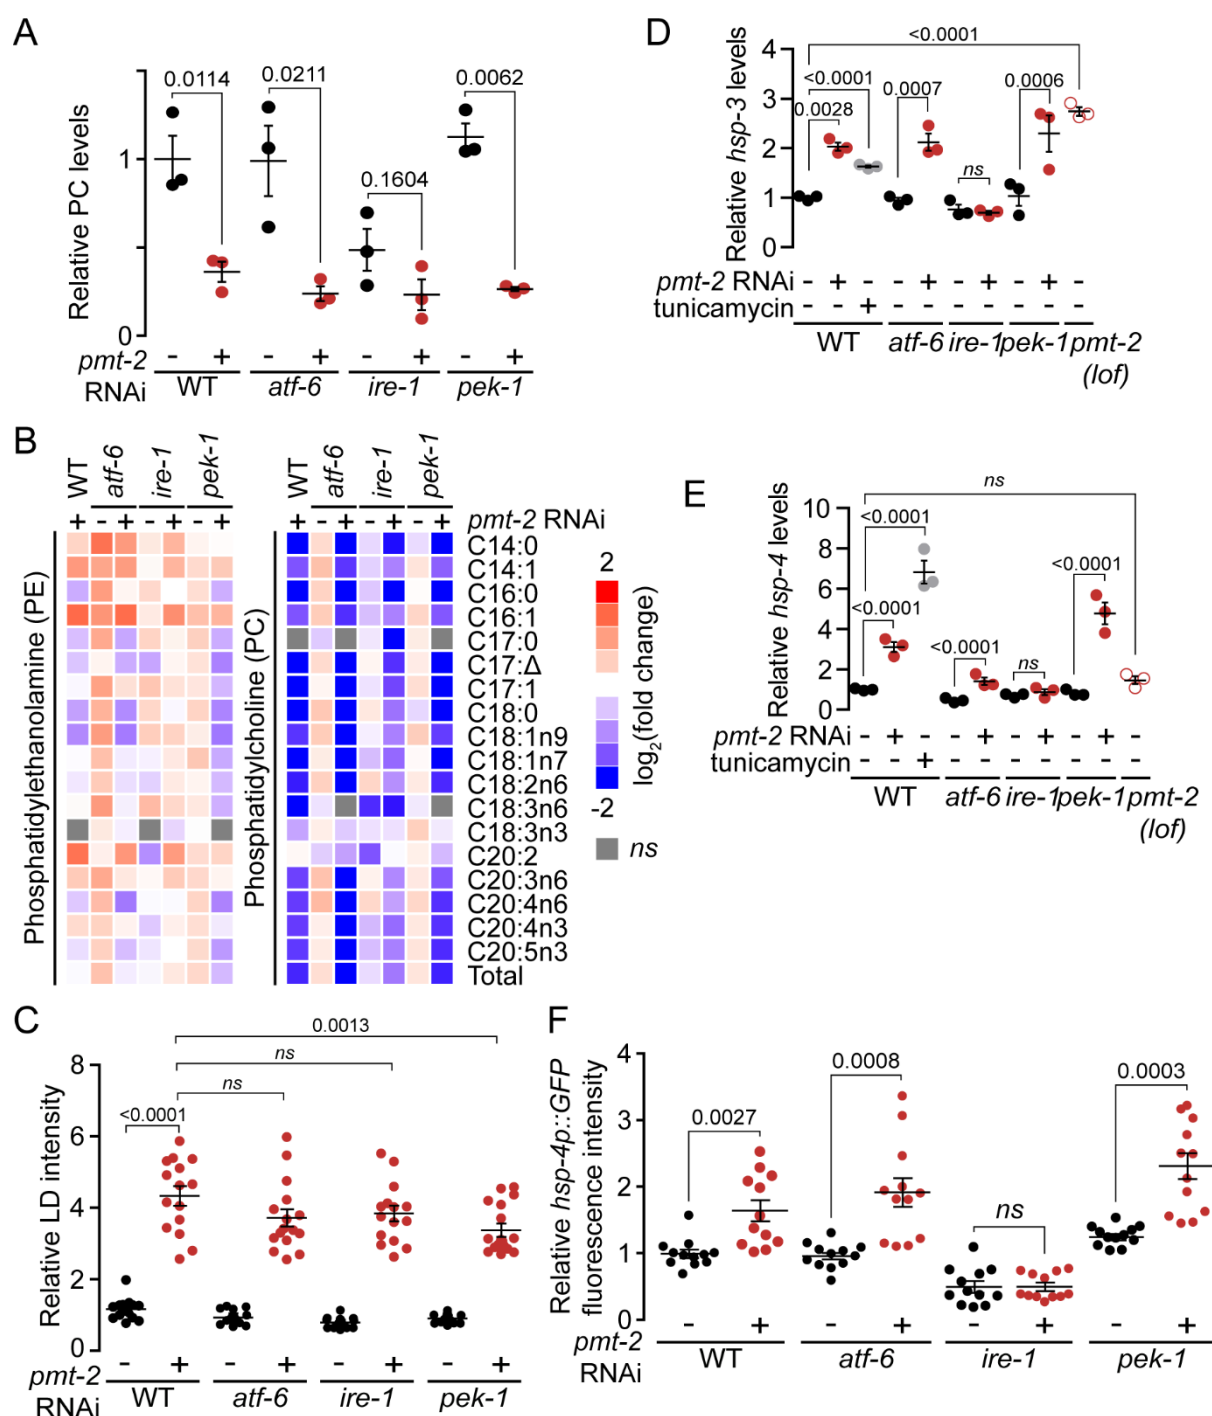 A
Relative PC levels
1
0
0.0114
0.0211
0.1604
0.0062
pmt-2 RNAi
- + - + - + - +
WT atf-6 ire-1 pek-1
B
WT atf-6 ire-1 pek-1 WT atf-6 ire-1 pek-1
+ - + - + - + + - + - + - + pmt-2 RNAi
Phosphatidylethanolamine (PE)
Phosphatidylcholine (PC)
C14:0
C14:1
C16:0
C16:1
C17:0
C17:Δ
C17:1
C18:0
C18:1n9
C18:1n7
C18:2n6
C18:3n6
C18:3n3
C20:2
C20:3n6
C20:4n6
C20:4n3
C20:5n3
Total
2
log2(fold change)
-2
ns
C
Relative LD intensity
8
6
4
2
0
<0.0001
ns
ns
0.0013
pmt-2 RNAi
- + - + - + - +
WT atf-6 ire-1 pek-1
D
Relative hsp-3 levels
4
3
2
1
0
<0.0001
<0.0001
0.0028
0.0007
ns
0.0006
pmt-2 RNAi - + - - + - + - + -
tunicamycin - - + - - - - - - -
WT atf-6 ire-1 pek-1 pmt-2
(lof)
E
Relative hsp-4 levels
10
8
6
4
2
0
ns
<0.0001
<0.0001
<0.0001
ns
<0.0001
pmt-2 RNAi - + - - + - + - + -
tunicamycin - - + - - - - - - -
WT atf-6 ire-1 pek-1 pmt-2
(lof)
F
Relative hsp-4p::GFP
fluorescence intensity
4
3
2
1
0
0.0027
0.0008
ns
0.0003
pmt-2 RNAi
- + - + - + - +
WT atf-6 ire-1 pek-1